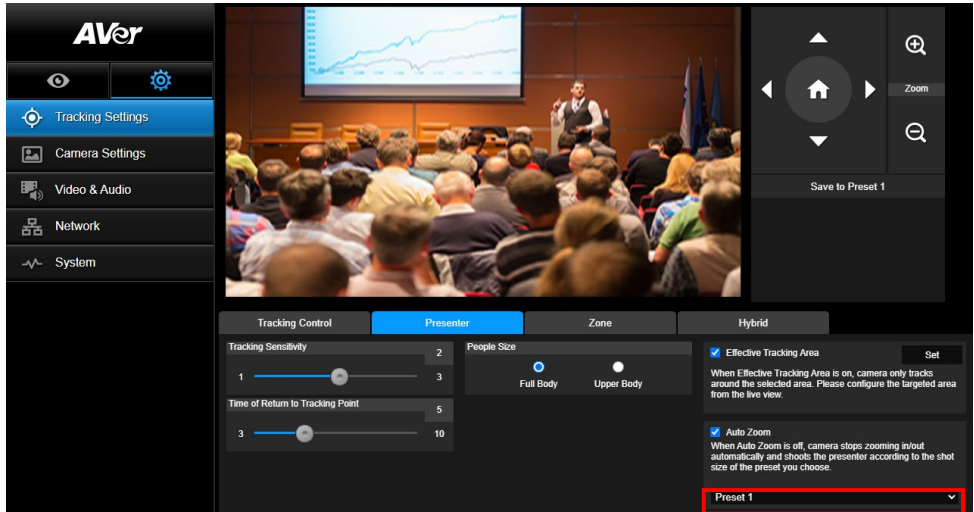 AVer
Tracking Settings
Camera Settings
Video & Audio
Network
System
Zoom
Save to Preset 1
Tracking Control
Presenter
Zone
Hybrid
Tracking Sensitivity
2
1
3
Time of Return to Tracking Point
5
3
10
People Size
Full Body
Upper Body
Effective Tracking Area
Set
When Effective Tracking Area is on, camera only tracks
around the selected area. Please configure the targeted area
from the live view.
Auto Zoom
When Auto Zoom is off, camera stops zooming in/out
automatically and shoots the presenter according to the shot
size of the preset you choose.
Preset 1